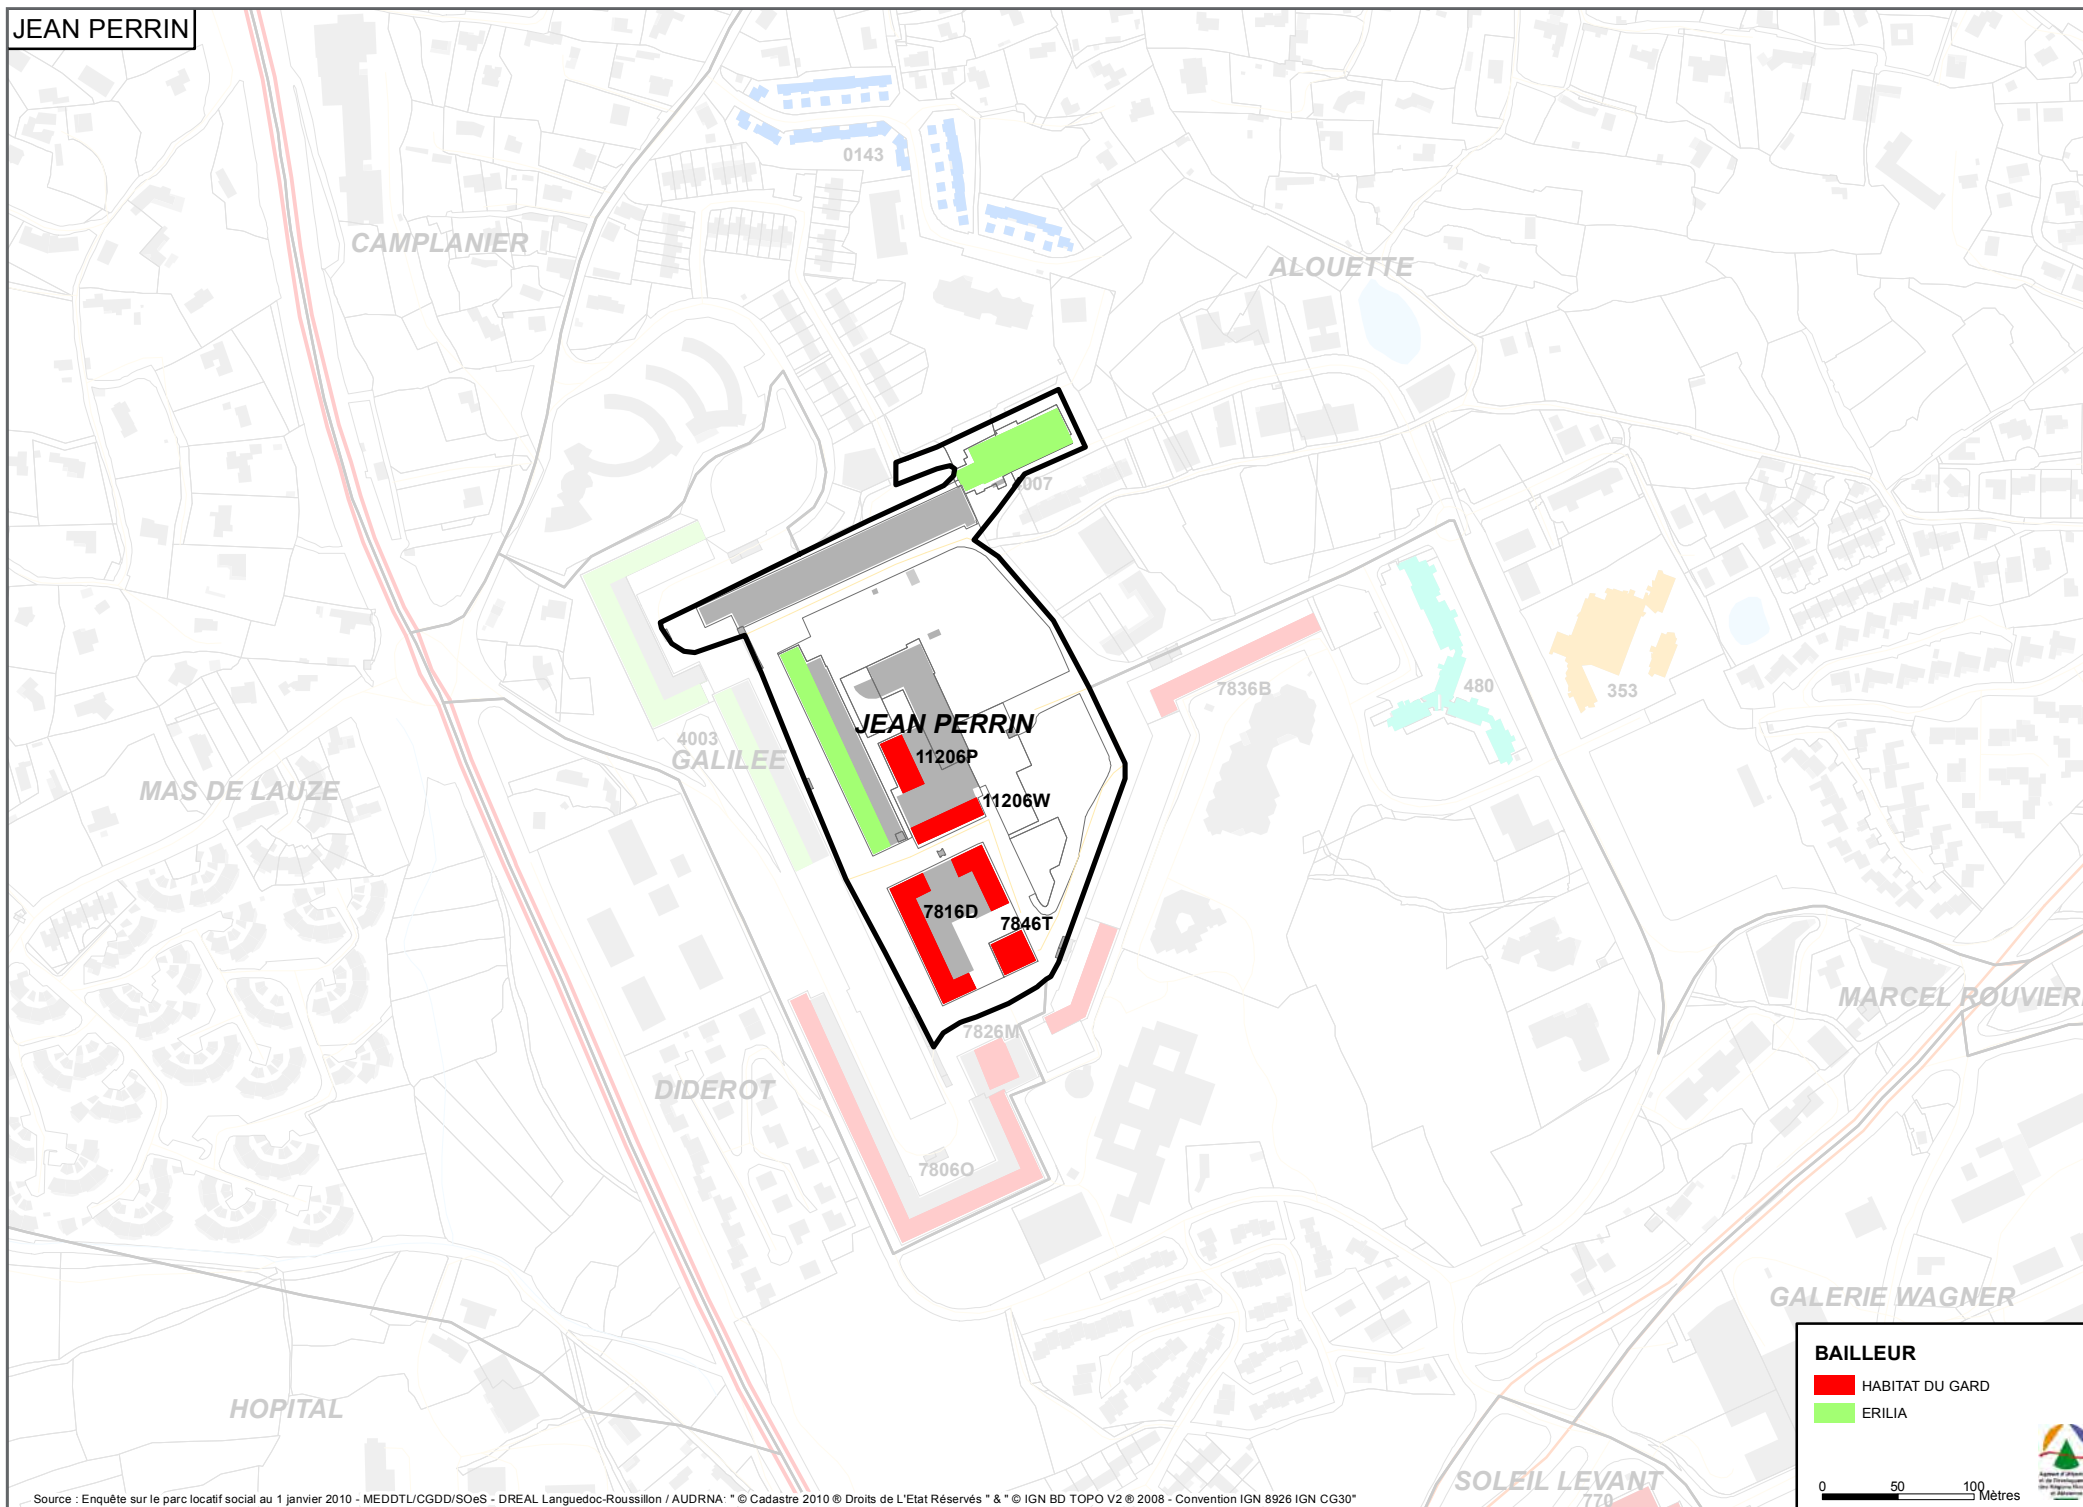 JEAN PERRIN
0143
CAMPLANIER
ALOUETTE
007
7836B
480
353
4003
GALILEE
JEAN PERRIN
11206P
11206W
MAS DE LAUZE
7816D
7846T
MARCEL ROUVIER
7826M
DIDEROT
7806O
GALERIE WAGNER
HOPITAL
SOLEIL LEVANT
770
BAILLEUR
HABITAT DU GARD
ERILIA
0 50 100
Mètres
Source : Enquête sur le parc locatif social au 1 janvier 2010 - MEDDTL/CGDD/SOeS - DREAL Languedoc-Roussillon / AUDRNA: " © Cadastre 2010 ® Droits de L'Etat Réservés " & " © IGN BD TOPO V2 ® 2008 - Convention IGN 8926 IGN CG30"